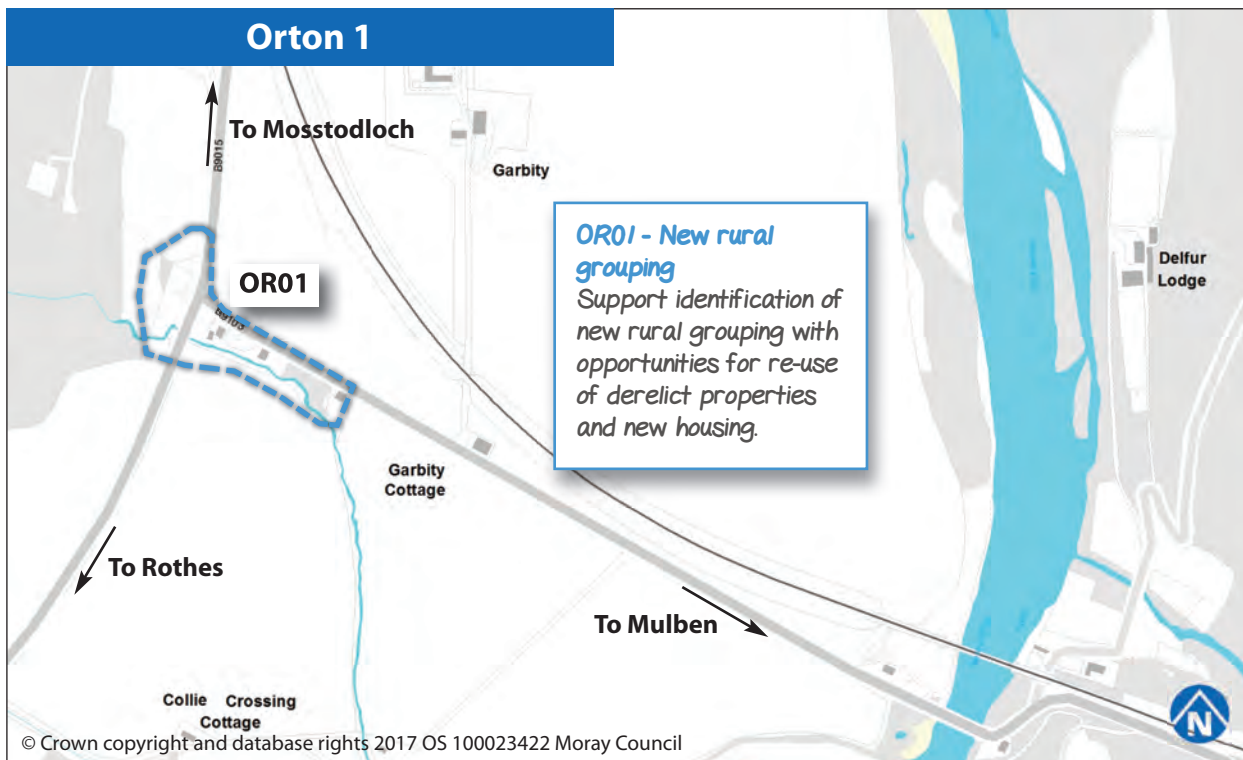 Orton 1
To Mosstodloch
B9015
Garbity
OR01 - New rural
grouping
Support identification of
new rural grouping with
opportunities for re-use
of derelict properties
and new housing.
Delfur
Lodge
OR01
B9103
Garbity
Cottage
To Rothes
To Mulben
Collie Crossing
Cottage
N
© Crown copyright and database rights 2017 OS 100023422 Moray Council